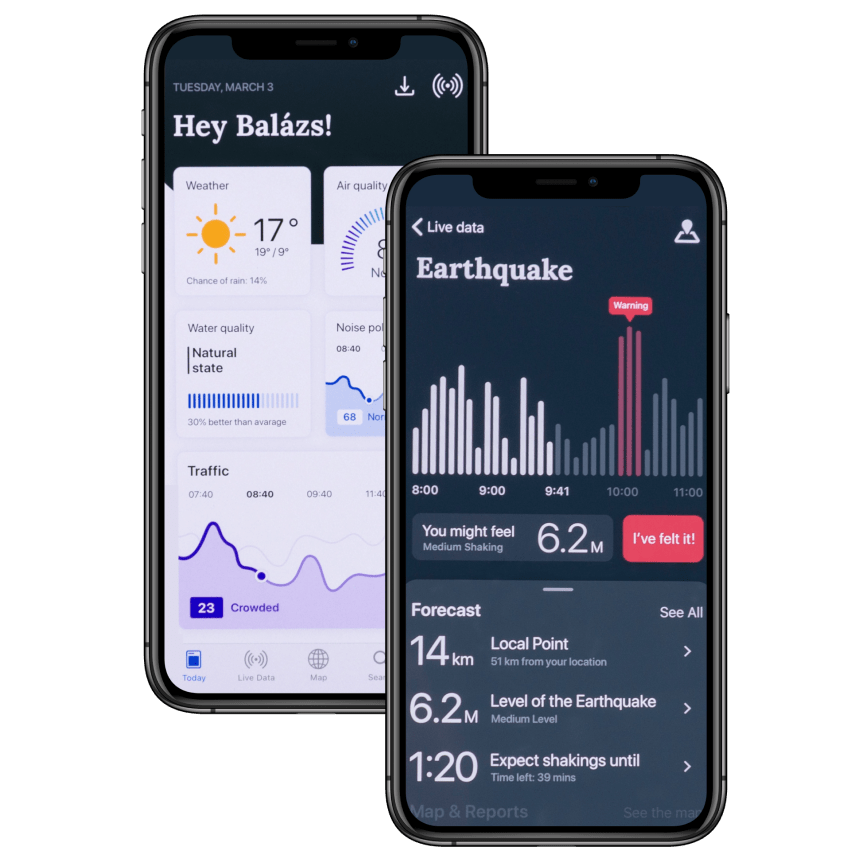 TUESDAY, MARCH 3
Hey Balázs!
Weather
17°
19° / 9°
Chance of rain: 14%
Air quality
Water quality
Natural
state
30% better than avarage
Noise pol
08:40
68 Nor
Traffic
07:40 08:40 09:40 11:40
23 Crowded
Today Live Data Map Sear
Live data
Earthquake
Warning
8:00 9:00 9:41 10:00 11:00
You might feel
Medium Shaking
6.2 M
I've felt it!
Forecast See All
14 km
Local Point
51 km from your location
6.2 M
Level of the Earthquake
Medium Level
1:20
Expect shakings until
Time left: 39 mins
Map & Reports See the map